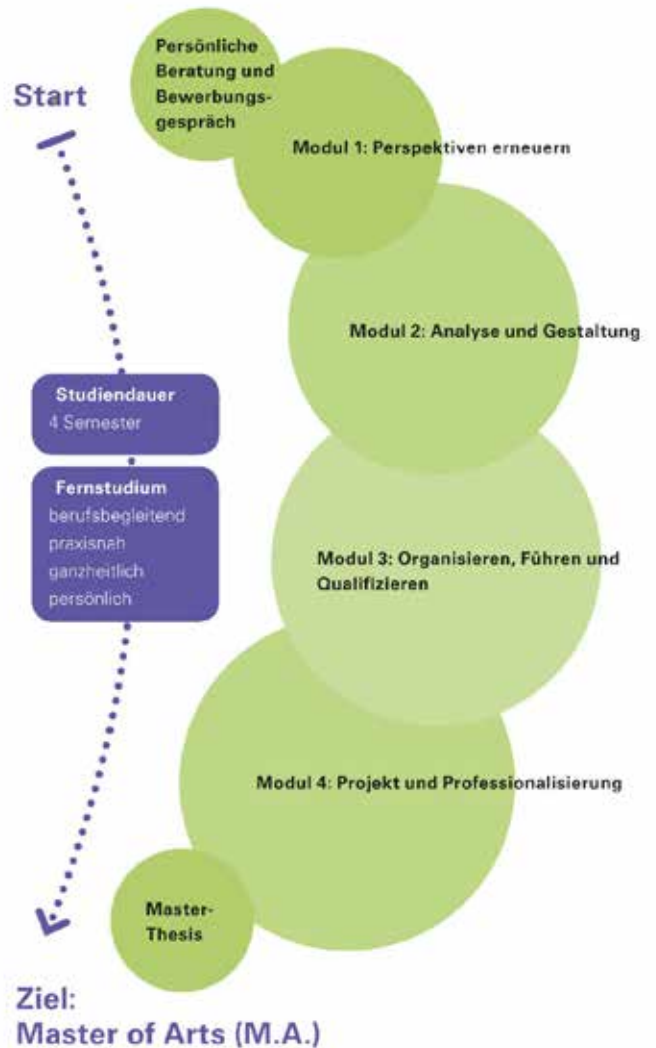 Persönliche
Beratung und
Bewerbungs-
gespräch
Start
Modul 1: Perspektiven erneuern
Modul 2: Analyse und Gestaltung
Studiendauer
4 Semester
Fernstudium
berufsbegleitend
praxisnah
ganzheitlich
persönlich
Modul 3: Organisieren, Führen und
Qualifizieren
Modul 4: Projekt und Professionalisierung
Master-
Thesis
Ziel:
Master of Arts (M.A.)